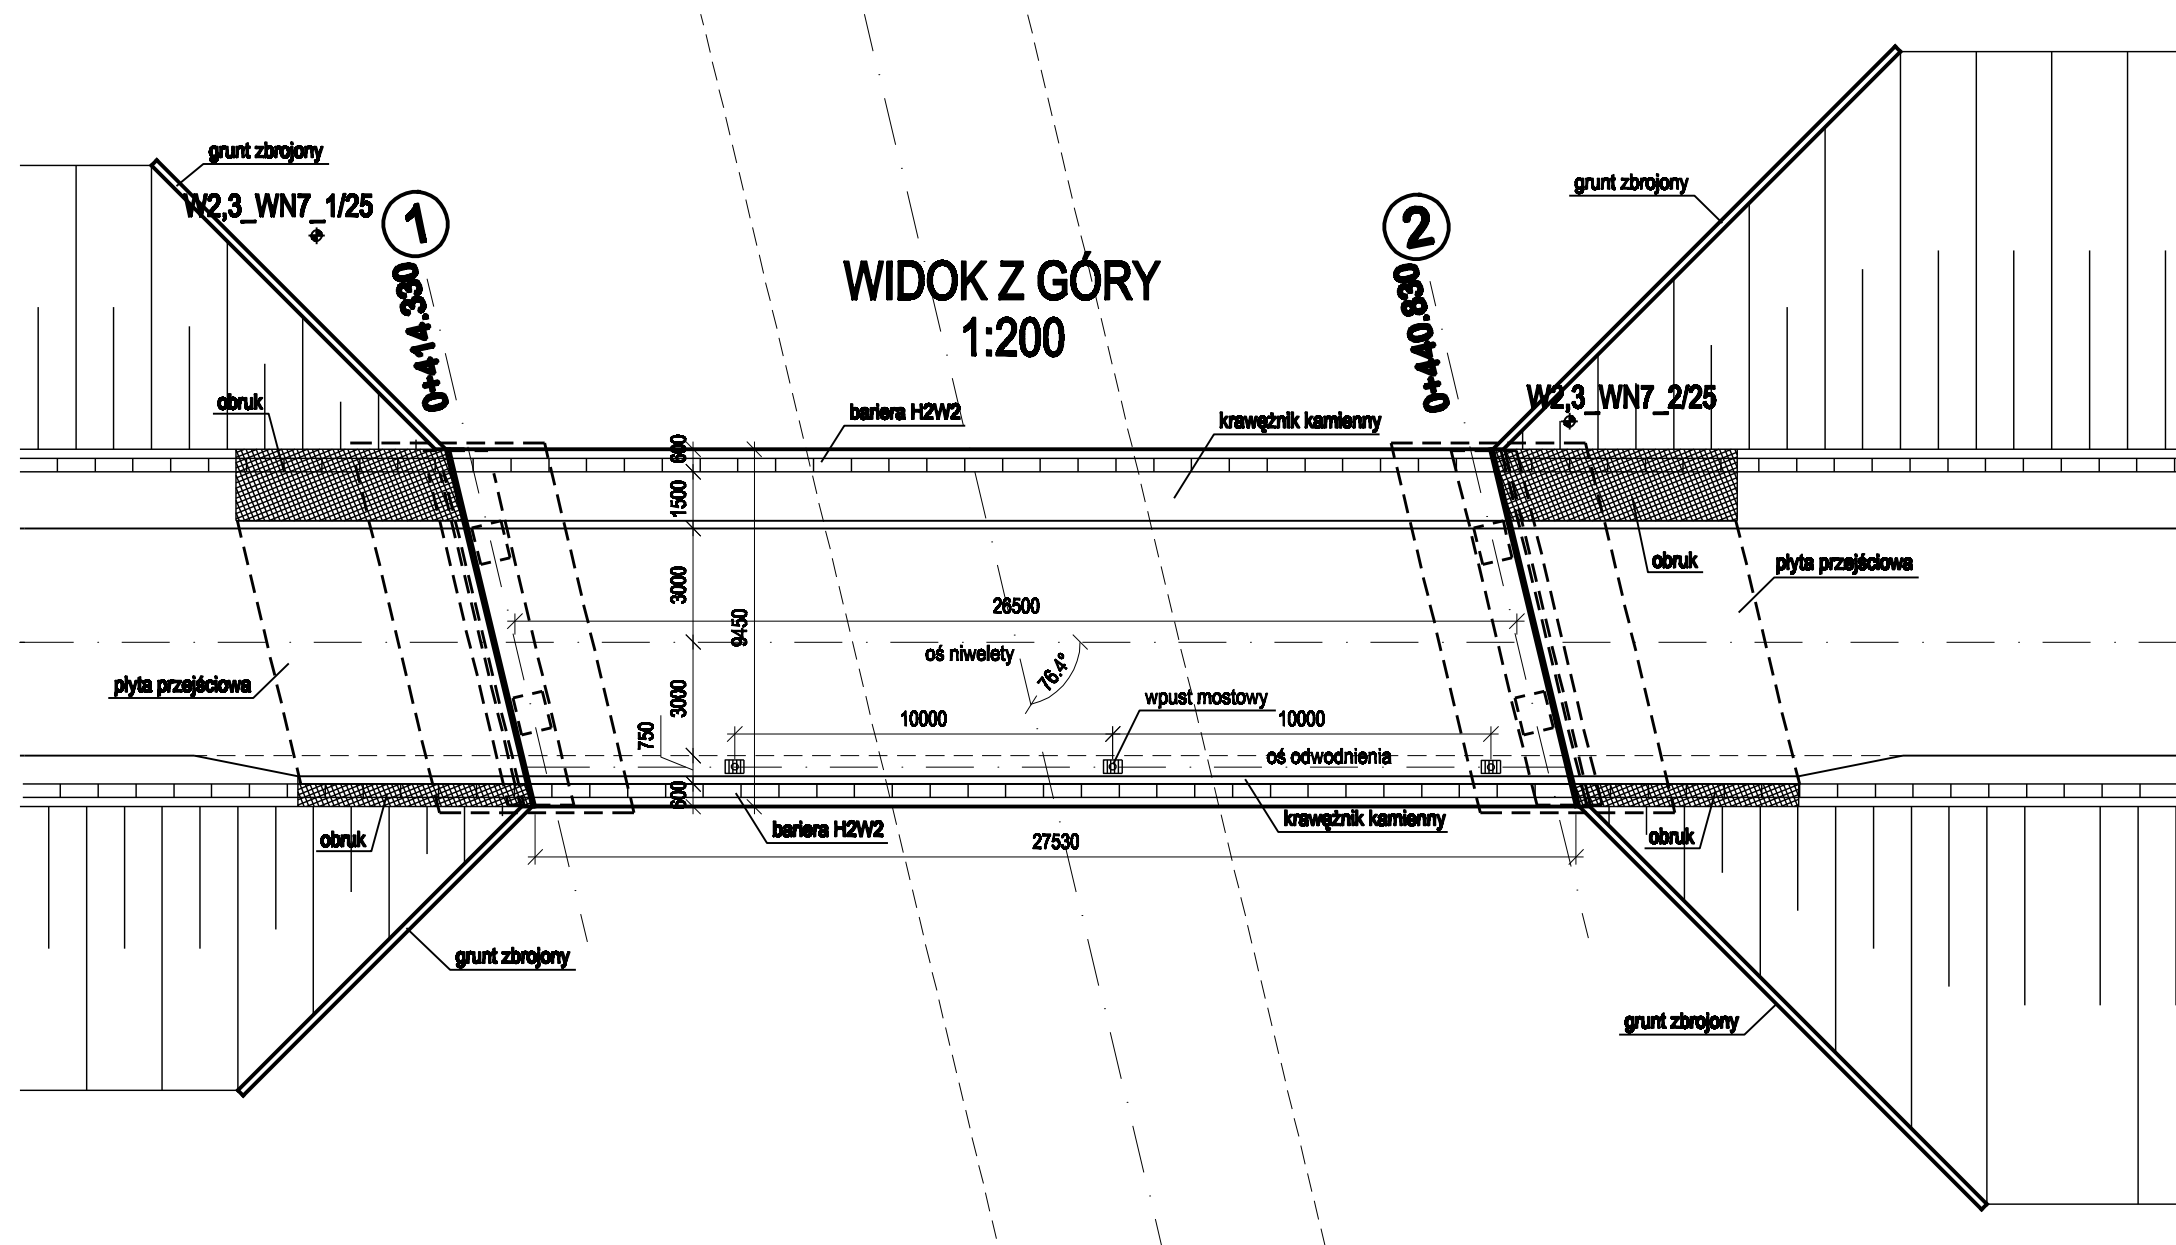 grunt zbrojony
W2,3_WN7_1/25
1
0+414.330
WIDOK Z GÓRY
1:200
2
0+440.830
grunt zbrojony
W2,3_WN7_2/25
obruk
bariera H2W2
krawężnik kamienny
600
1500
3000
9450
3000
750
600
26500
oś niwelety
76.4°
obruk
płyta przejściowa
płyta przejściowa
wpust mostowy
10000
10000
oś odwodnienia
obruk
bariera H2W2
27530
krawężnik kamienny
obruk
grunt zbrojony
grunt zbrojony